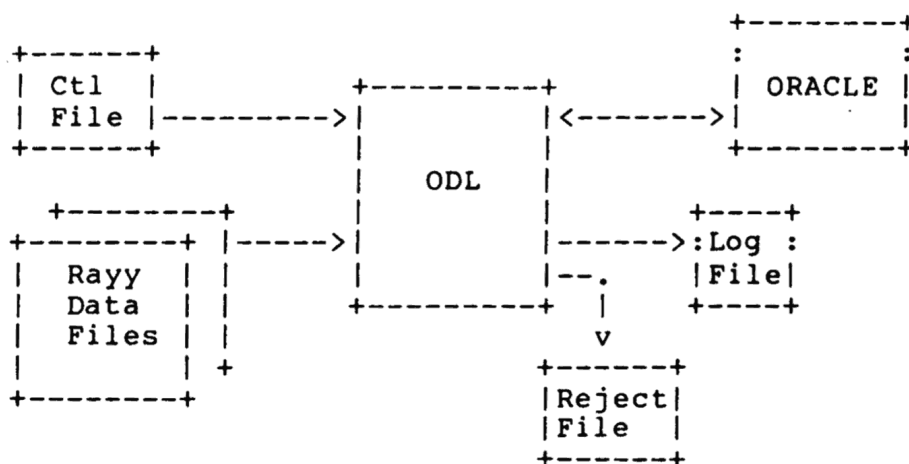 Ctl
File
ORACLE
ODL
Rayy
Data
Files
Log
File
Reject
File